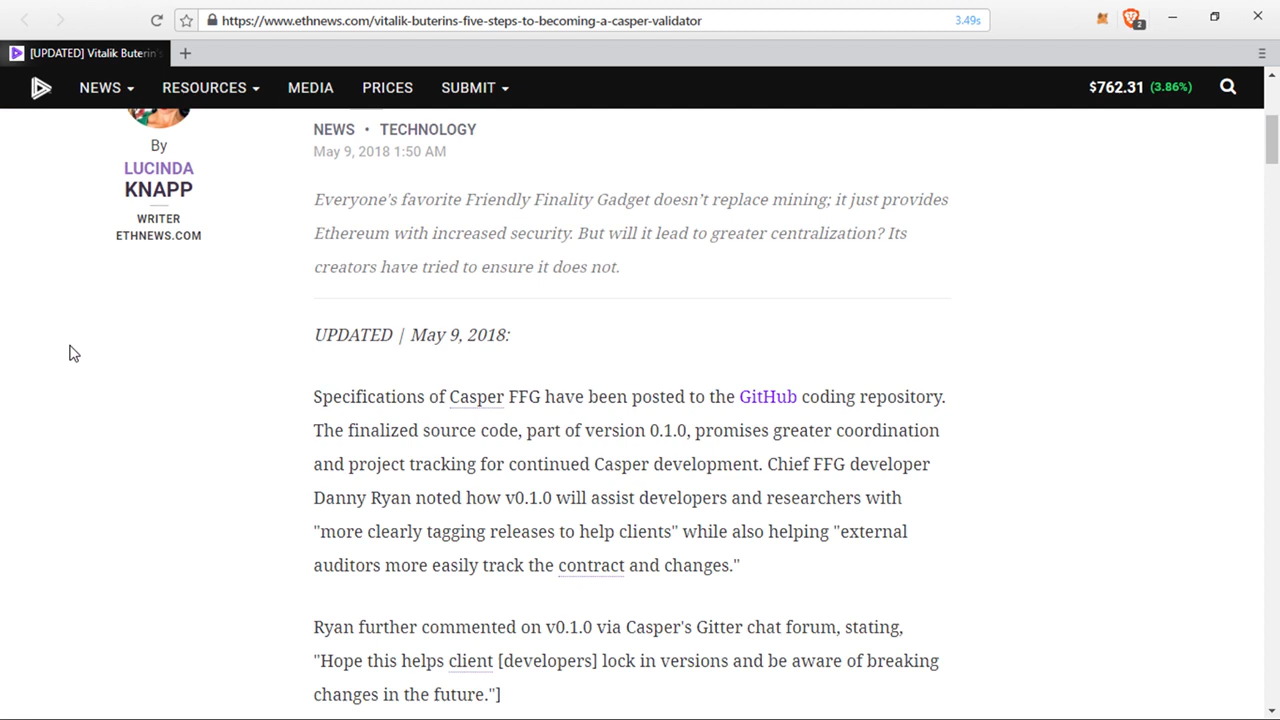 https://www.ethnews.com/vitalik-buterins-five-steps-to-becoming-a-casper-validator
3.49s
2
[UPDATED] Vitalik Buterin's
NEWS
RESOURCES
MEDIA
PRICES
SUBMIT
$762.31 (3.86%)
By
LUCINDA
KNAPP
WRITER
ETHNEWS.COM
NEWS • TECHNOLOGY
May 9, 2018 1:50 AM
Everyone's favorite Friendly Finality Gadget doesn’t replace mining; it just provides
Ethereum with increased security. But will it lead to greater centralization? Its
creators have tried to ensure it does not.
UPDATED | May 9, 2018:
Specifications of Casper FFG have been posted to the GitHub coding repository.
The finalized source code, part of version 0.1.0, promises greater coordination
and project tracking for continued Casper development. Chief FFG developer
Danny Ryan noted how v0.1.0 will assist developers and researchers with
"more clearly tagging releases to help clients" while also helping "external
auditors more easily track the contract and changes."
Ryan further commented on v0.1.0 via Casper's Gitter chat forum, stating,
"Hope this helps client [developers] lock in versions and be aware of breaking
changes in the future."]